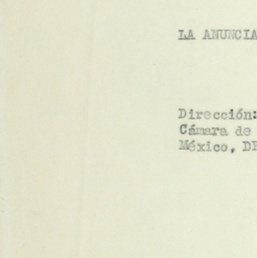 LA ANUNCIA
Dirección:
Cámara de
México, DF